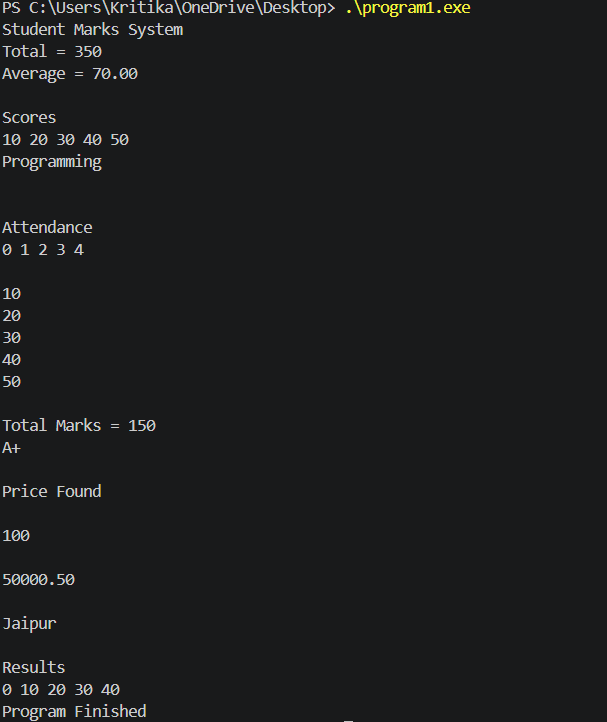 PS C:\Users\Kritika\OneDrive\Desktop> .\program1.exe
Student Marks System
Total = 350
Average = 70.00
Scores
10 20 30 40 50
Programming
Attendance
0 1 2 3 4
10
20
30
40
50
Total Marks = 150
A+
Price Found
100
50000.50
Jaipur
Results
0 10 20 30 40
Program Finished